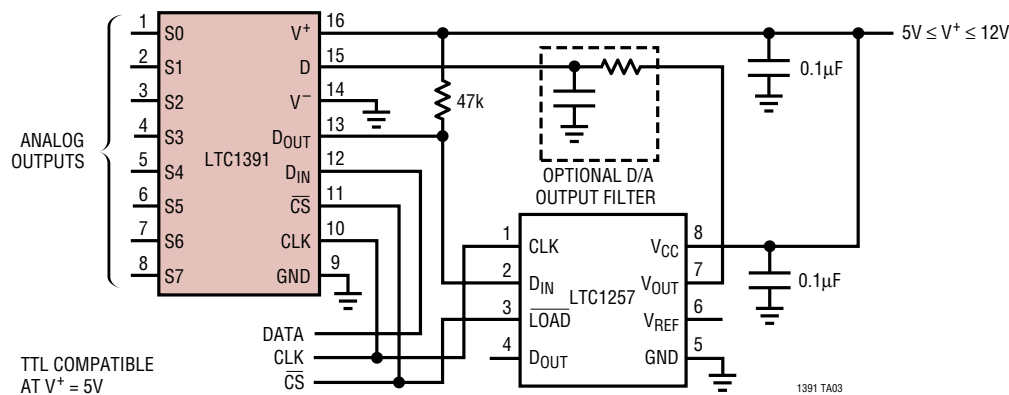 1 S0 V+ 16 5V ≤ V+ ≤ 12V
2 S1 D 15 0.1µF
3 S2 V− 14 47k
4 S3 DOUT 13
ANALOG
OUTPUTS
LTC1391
5 S4 DIN 12
6 S5 CS 11
7 S6 CLK 10
8 S7 GND 9
OPTIONAL D/A
OUTPUT FILTER
1 CLK VCC 8
2 DIN VOUT 7 0.1µF
LTC1257
3 LOAD VREF 6
4 DOUT GND 5
DATA
CLK
CS
TTL COMPATIBLE
AT V+ = 5V
1391 TA03